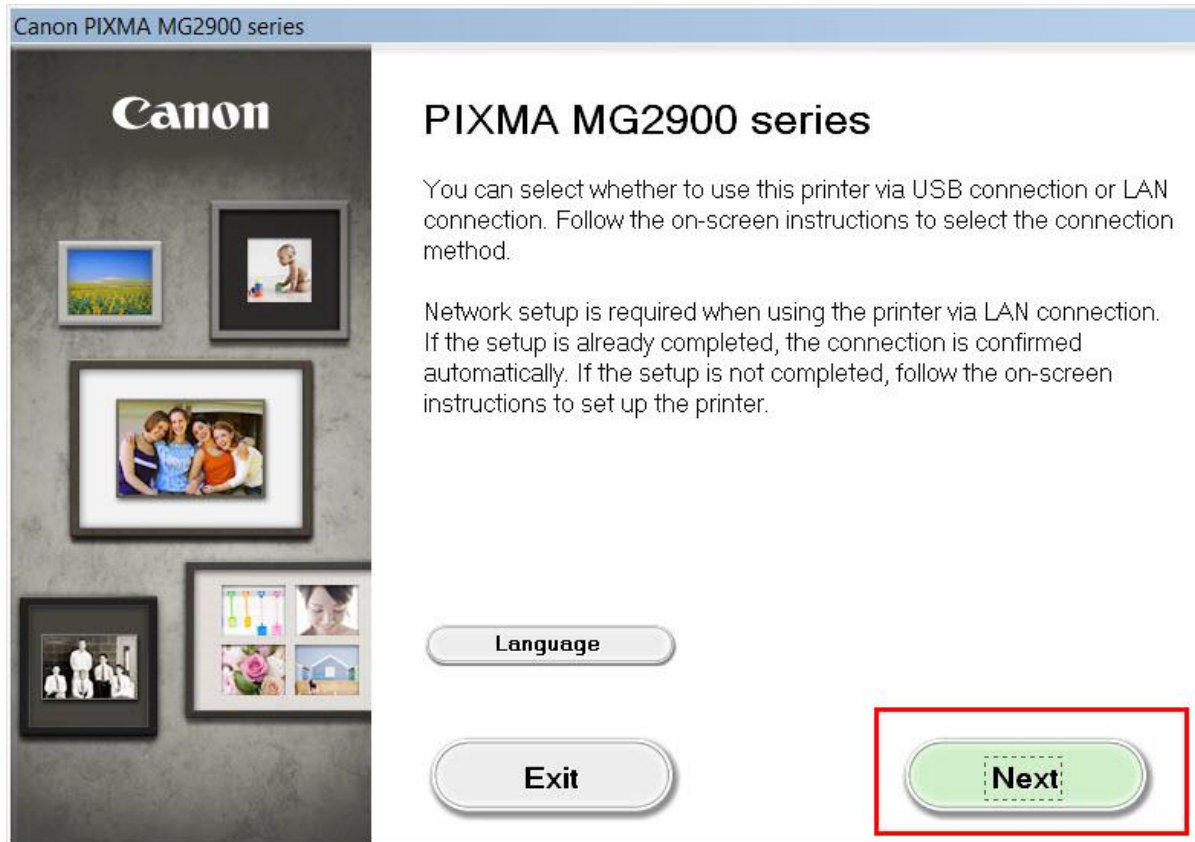 Canon PIXMA MG2900 series
Canon
PIXMA MG2900 series
You can select whether to use this printer via USB connection or LAN
connection. Follow the on-screen instructions to select the connection
method.
Network setup is required when using the printer via LAN connection.
If the setup is already completed, the connection is confirmed
automatically. If the setup is not completed, follow the on-screen
instructions to set up the printer.
Language
Exit
Next